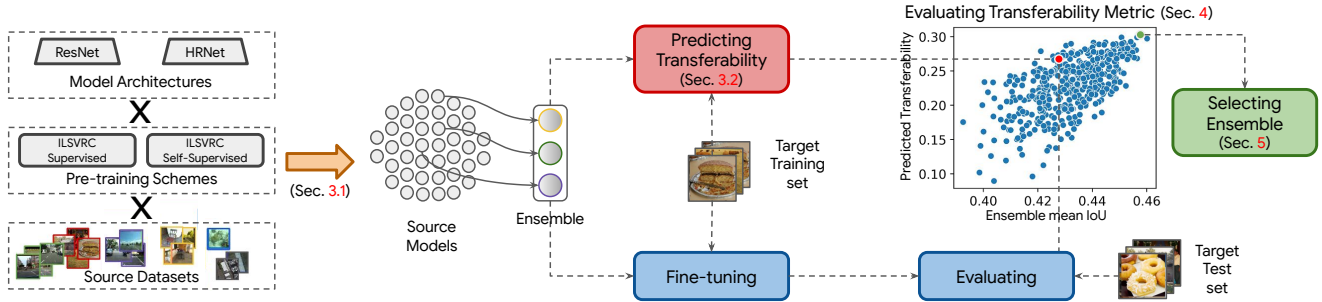 ResNet
HRNet
Model Architectures
X
ILSVRC
Supervised
ILSVRC
Self-Supervised
Pre-training Schemes
X
Source Datasets
(Sec. 3.1)
Source
Models
Ensemble
Predicting
Transferability
(Sec. 3.2)
Target
Training
set
Fine-tuning
Evaluating Transferability Metric (Sec. 4)
Predicted Transferability
0.30
0.25
0.20
0.15
0.10
0.40
0.42
0.44
0.46
Ensemble mean IoU
Selecting
Ensemble
(Sec. 5)
Evaluating
Target
Test
set